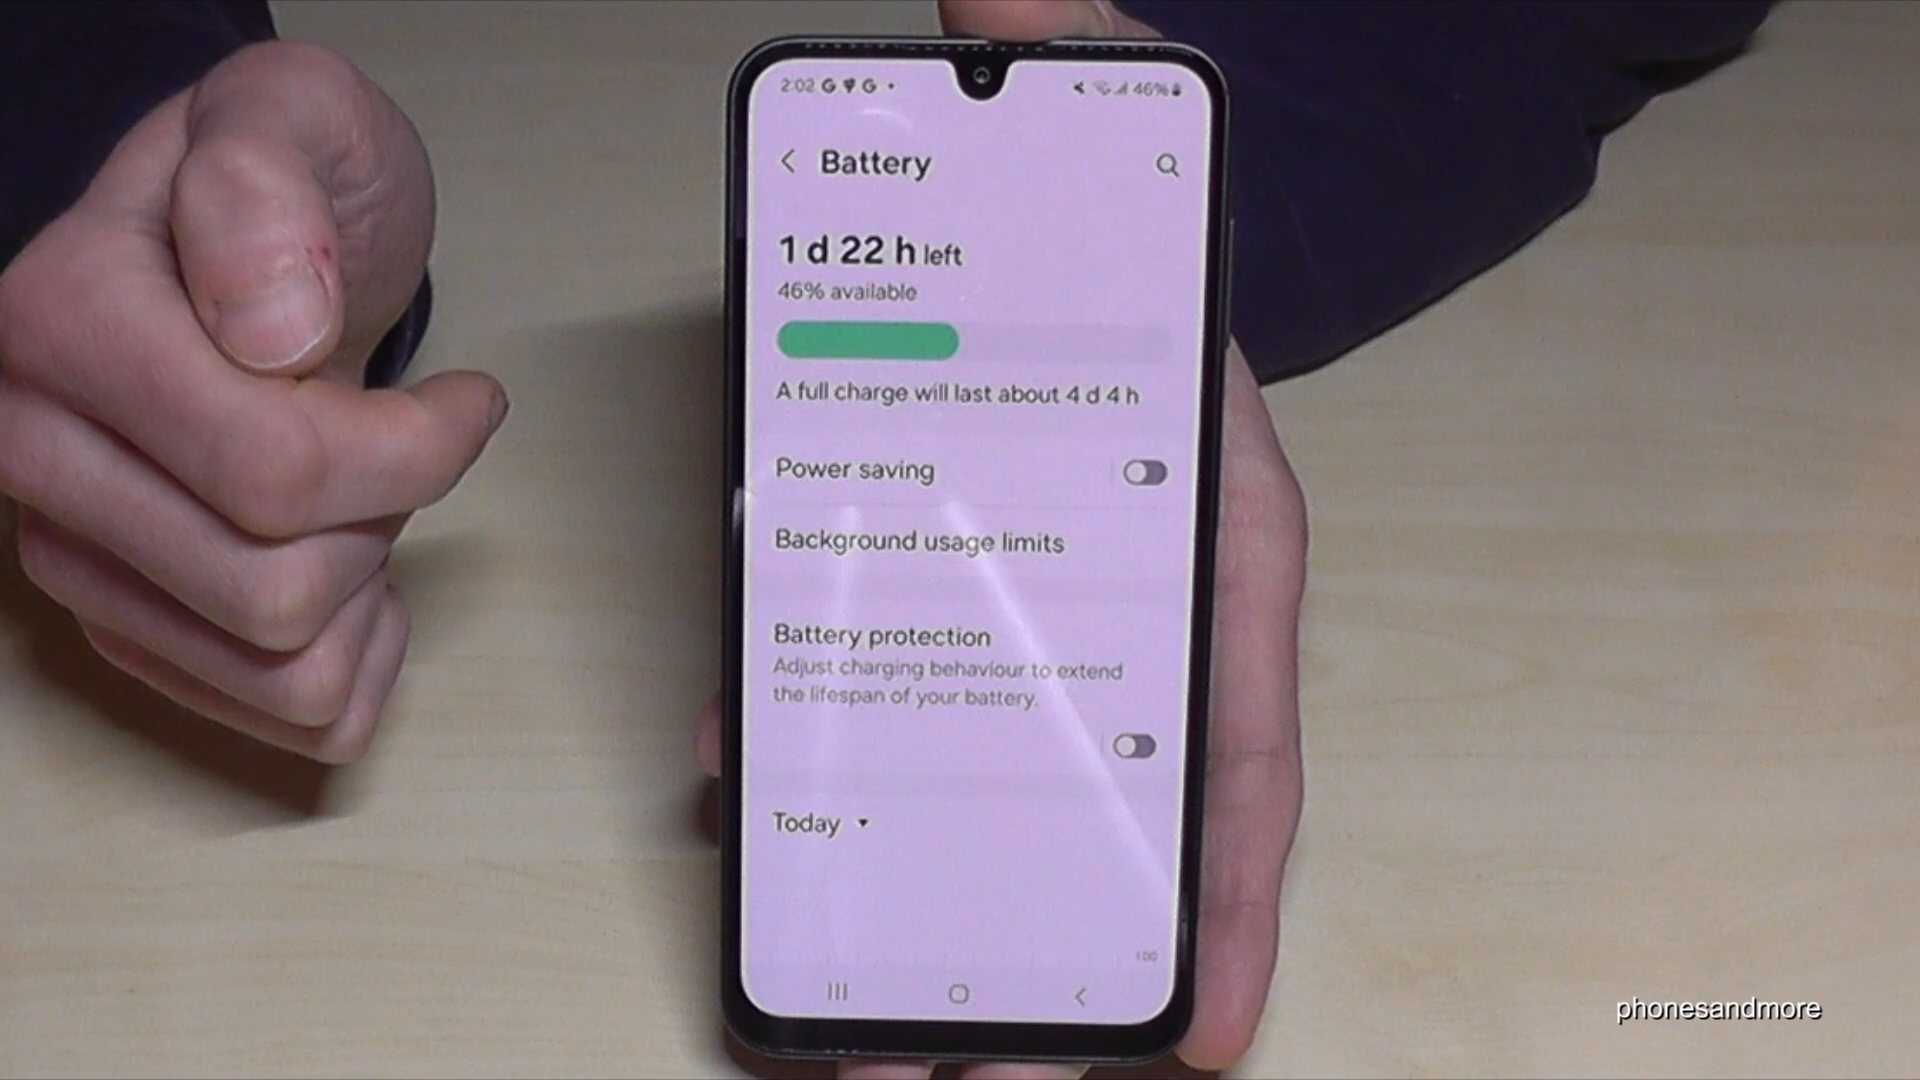 2:02 G G
46%
Battery
1 d 22 h left
46% available
A full charge will last about 4 d 4 h
Power saving
Background usage limits
Battery protection
Adjust charging behaviour to extend
the lifespan of your battery.
Today
100
phonesandmore